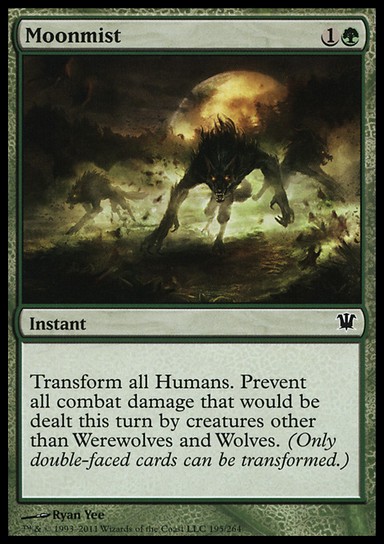 Moonmist 1
Instant
Transform all Humans. Prevent
all combat damage that would be
dealt this turn by creatures other
than Werewolves and Wolves. (Only
double-faced cards can be transformed.)
Ryan Yee
™ & © 1993–2011 Wizards of the Coast LLC 195/264